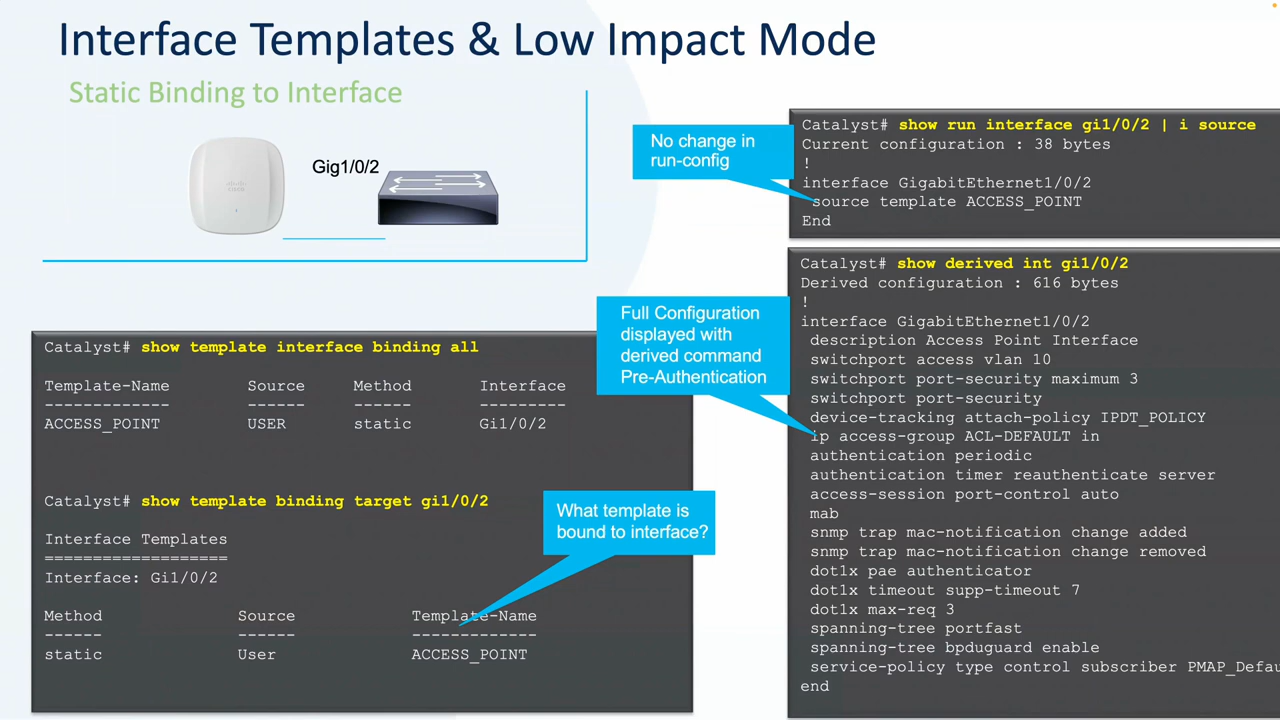 Interface Templates & Low Impact Mode
Static Binding to Interface
Gig1/0/2
Catalyst# show template interface binding all
Template-Name Source Method Interface
------------- ------ ------ ---------
ACCESS_POINT USER static Gi1/0/2
Catalyst# show template binding target gi1/0/2
Interface Templates
===================
Interface: Gi1/0/2
Method Source Template-Name
------ ------ -------------
static User ACCESS_POINT
What template is
bound to interface?
No change in
run-config
Catalyst# show run interface gi1/0/2 | i source
Current configuration : 38 bytes
!
interface GigabitEthernet1/0/2
source template ACCESS_POINT
End
Full Configuration
displayed with
derived command
Pre-Authentication
Catalyst# show derived int gi1/0/2
Derived configuration : 616 bytes
!
interface GigabitEthernet1/0/2
description Access Point Interface
switchport access vlan 10
switchport port-security maximum 3
switchport port-security
device-tracking attach-policy IPDT_POLICY
ip access-group ACL-DEFAULT in
authentication periodic
authentication timer reauthenticate server
access-session port-control auto
mab
snmp trap mac-notification change added
snmp trap mac-notification change removed
dot1x pae authenticator
dot1x timeout supp-timeout 7
dot1x max-req 3
spanning-tree portfast
spanning-tree bpduguard enable
service-policy type control subscriber PMAP_Defau
end